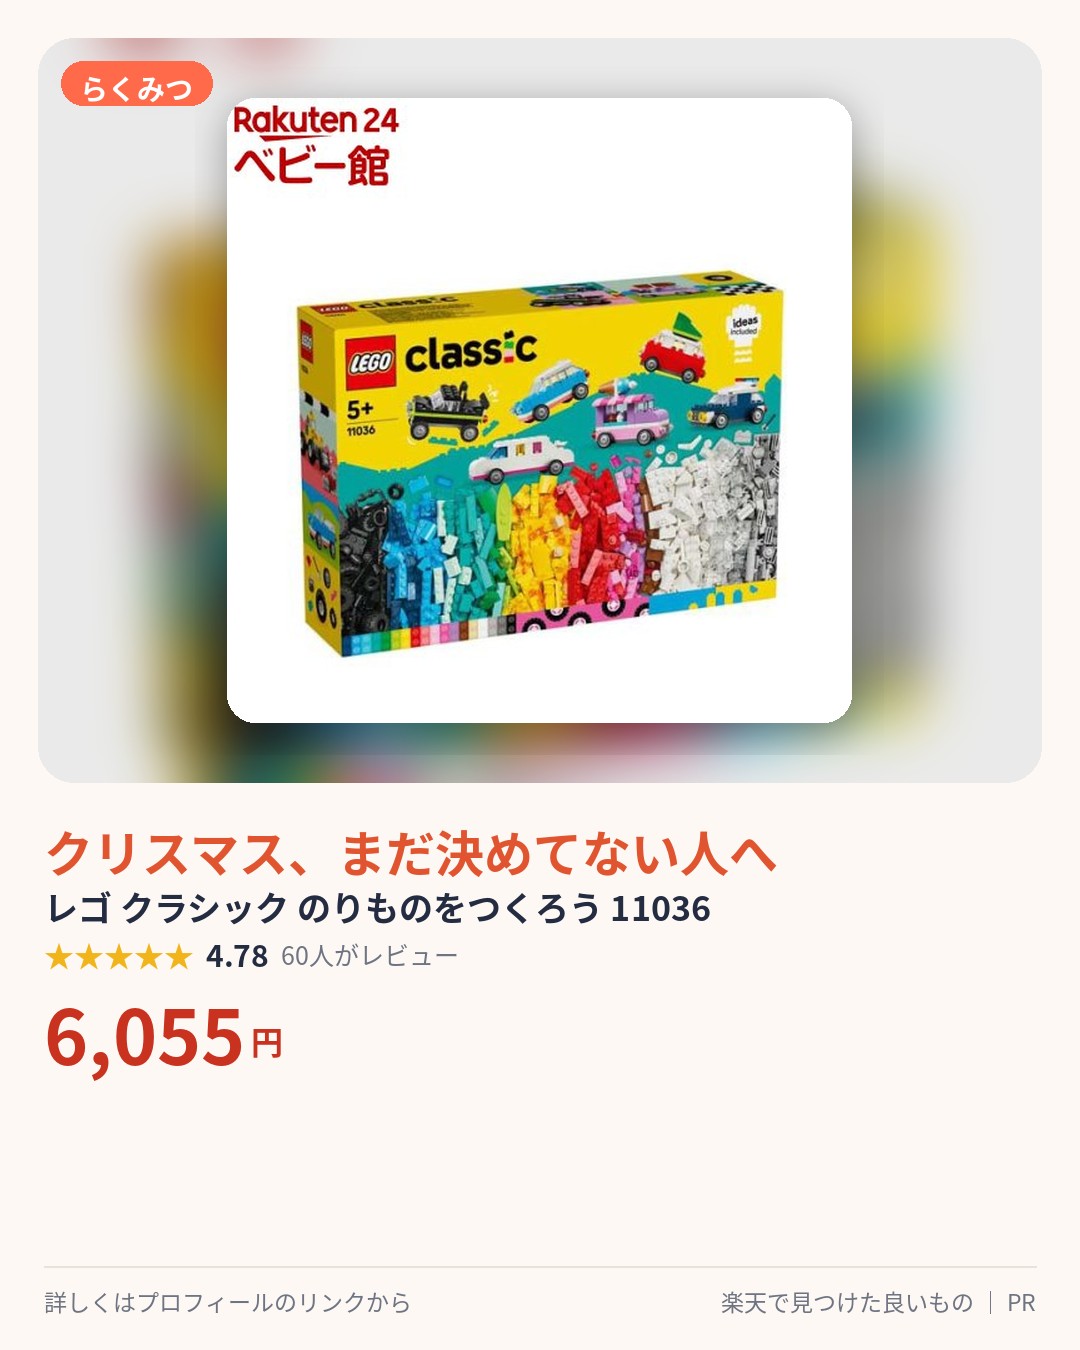 らくみつ
Rakuten 24
ベビー館
LEGO classic
LEGO classic
5+
11036
ideas
included
クリスマス、まだ決めてない人へ
レゴ クラシック のりものをつくろう 11036
★★★★★ 4.78 60人がレビュー
6,055円
詳しくはプロフィールのリンクから
楽天で見つけた良いもの | PR